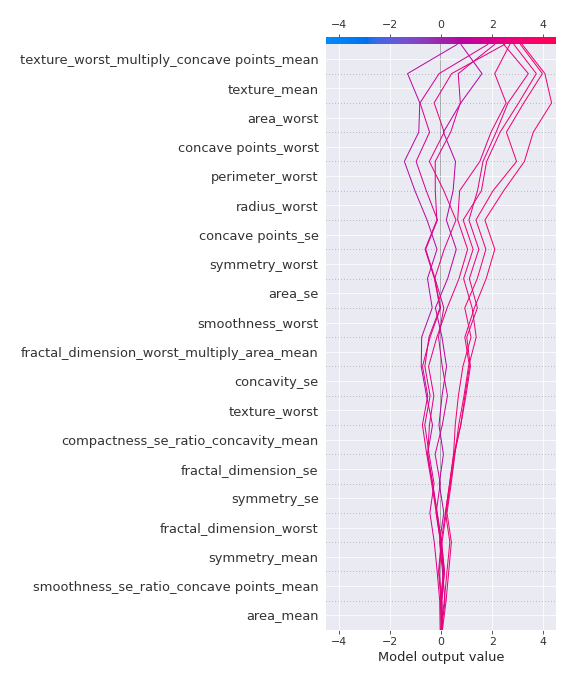 −4 −2 0 2 4
texture_worst_multiply_concave points_mean
texture_mean
area_worst
concave points_worst
perimeter_worst
radius_worst
concave points_se
symmetry_worst
area_se
smoothness_worst
fractal_dimension_worst_multiply_area_mean
concavity_se
texture_worst
compactness_se_ratio_concavity_mean
fractal_dimension_se
symmetry_se
fractal_dimension_worst
symmetry_mean
smoothness_se_ratio_concave points_mean
area_mean
−4 −2 0 2 4
Model output value